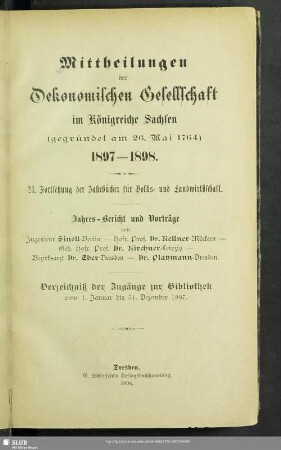 Mittheilungen
der
Oekonomischen Gesellschaft
im Königreiche Sachsen
(gegründet am 26. Mai 1764)
1897—1898.
Fortsetzung der Jahrbücher für Volks- und Landwirthschaft.
Jahres-Bericht und Vorträge
von
Ingenieur Sinell-Berlin — Hofr. Prof. Dr. Kellner-Möckern —
Geh. Hofr. Prof. Dr. Kirchner-Leipzig —
Dr. Eber-Dresden — Dr. Platzmann-Dresden.
Verzeichniß der Zugänge zur Bibliothek
vom 1. Januar bis 31. Dezember 1897.
Dresden.
G. Schönfeld's Verlagsbuchhandlung.
1898.
SLUB